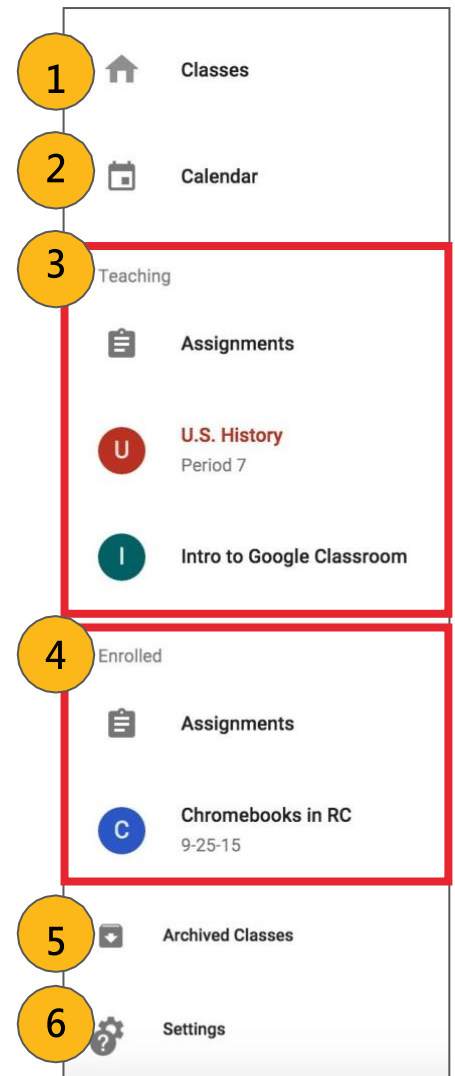 1 Classes
2 Calendar
3
Teaching
Assignments
U U.S. History
Period 7
I Intro to Google Classroom
4
Enrolled
Assignments
C Chromebooks in RC
9-25-15
5 Archived Classes
6 ? Settings